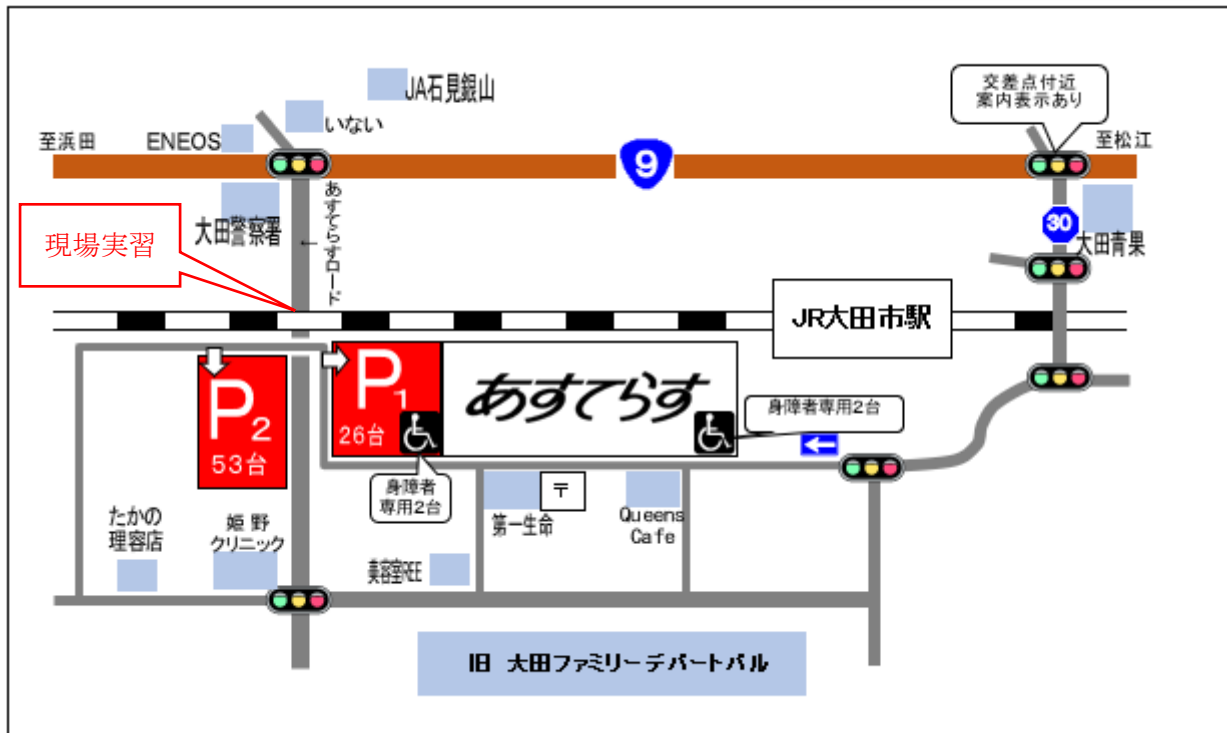 JA石見銀山
いない
ENEOS
至浜田
9
交差点付近
案内表示あり
至松江
大田警察署
あすてらすロード
←
30
大田青果
現場実習
JR大田市駅
P1
26台
あすてらす
身障者専用2台
P2
53台
身障者
専用2台
〒
第一生命
Queens
Cafe
たかの
理容店
姫野
クリニック
美容室REE
旧 大田ファミリーデパートパル